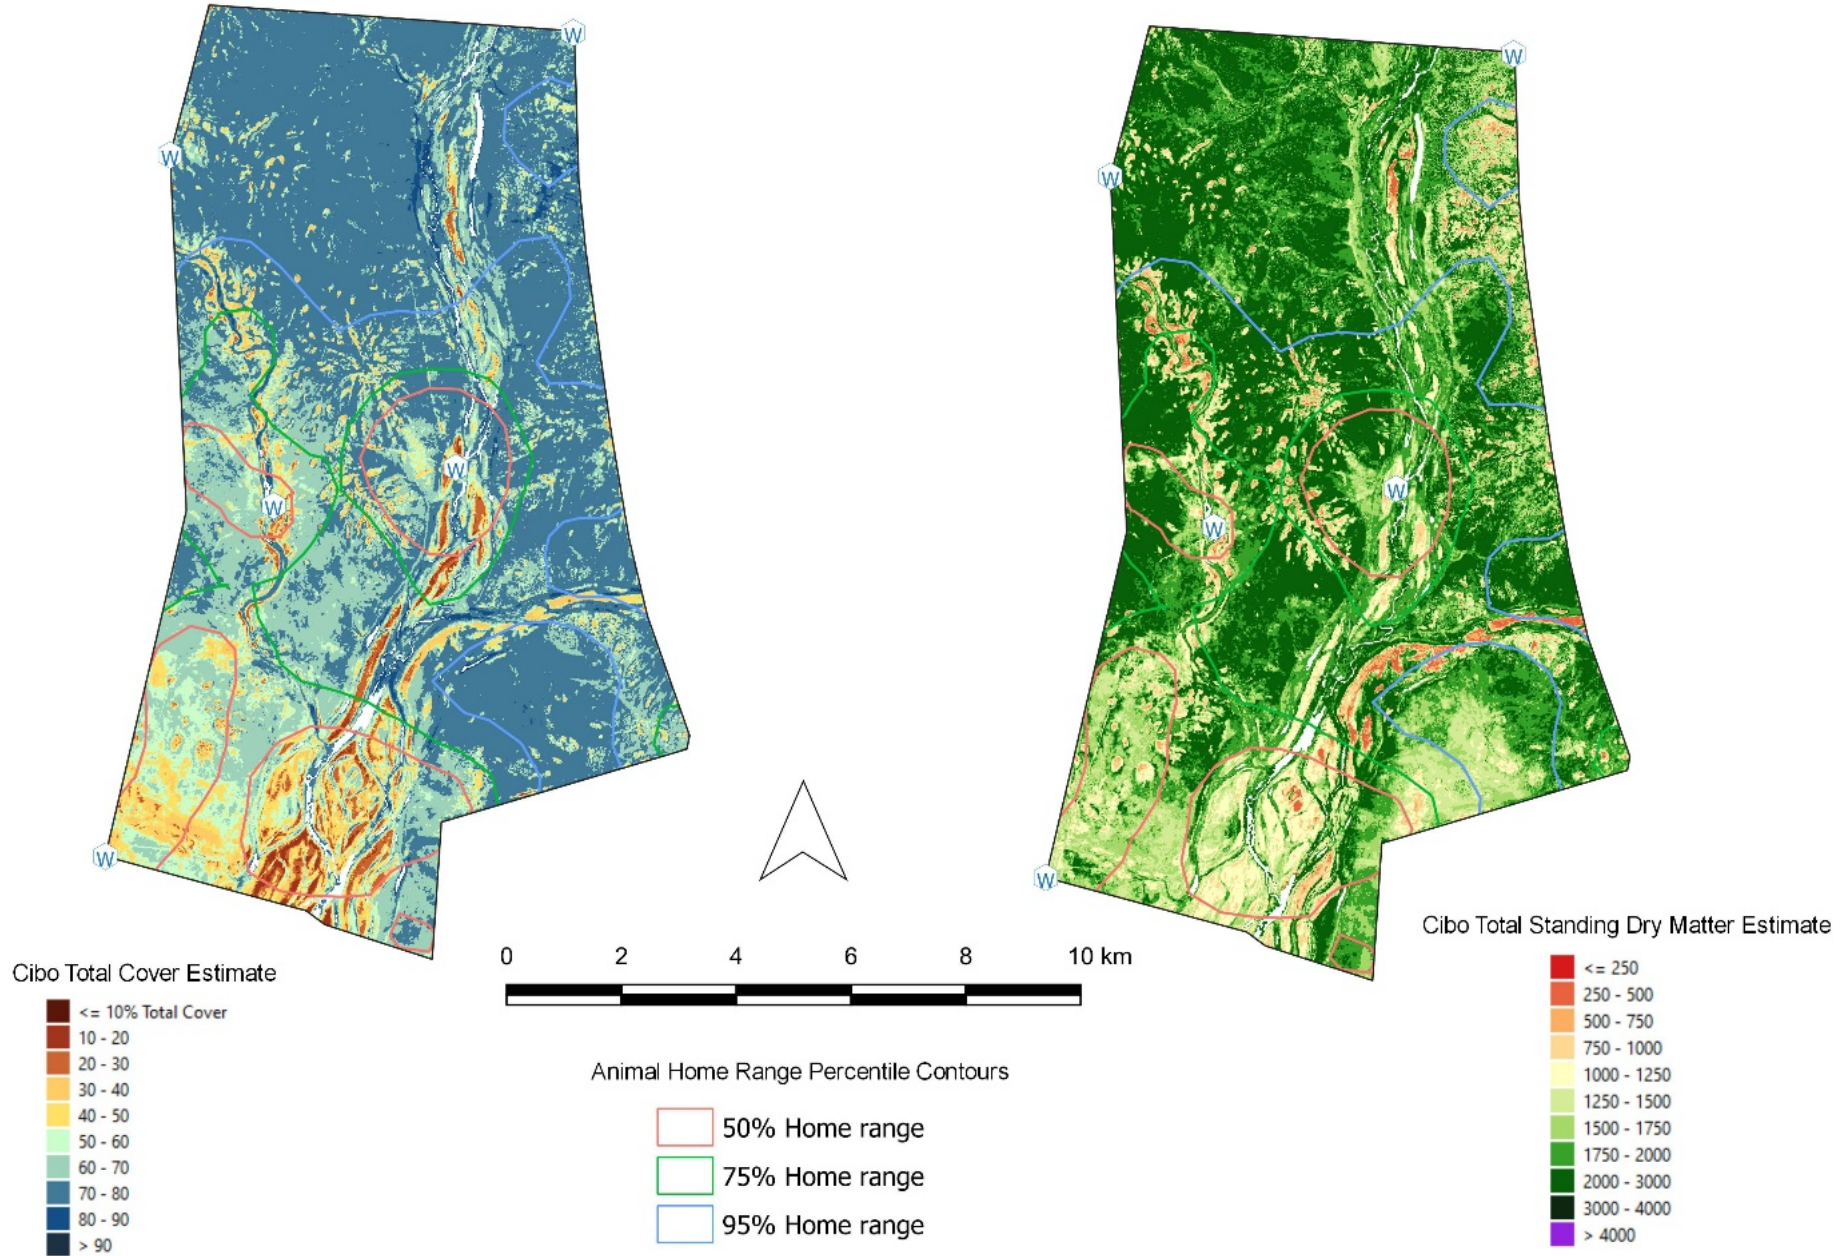 W
W
W
W
W
W
W
W
W
W
Cibo Total Cover Estimate
<= 10% Total Cover
10 - 20
20 - 30
30 - 40
40 - 50
50 - 60
60 - 70
70 - 80
80 - 90
> 90
0 2 4 6 8 10 km
Animal Home Range Percentile Contours
50% Home range
75% Home range
95% Home range
Cibo Total Standing Dry Matter Estimate
<= 250
250 - 500
500 - 750
750 - 1000
1000 - 1250
1250 - 1500
1500 - 1750
1750 - 2000
2000 - 3000
3000 - 4000
> 4000